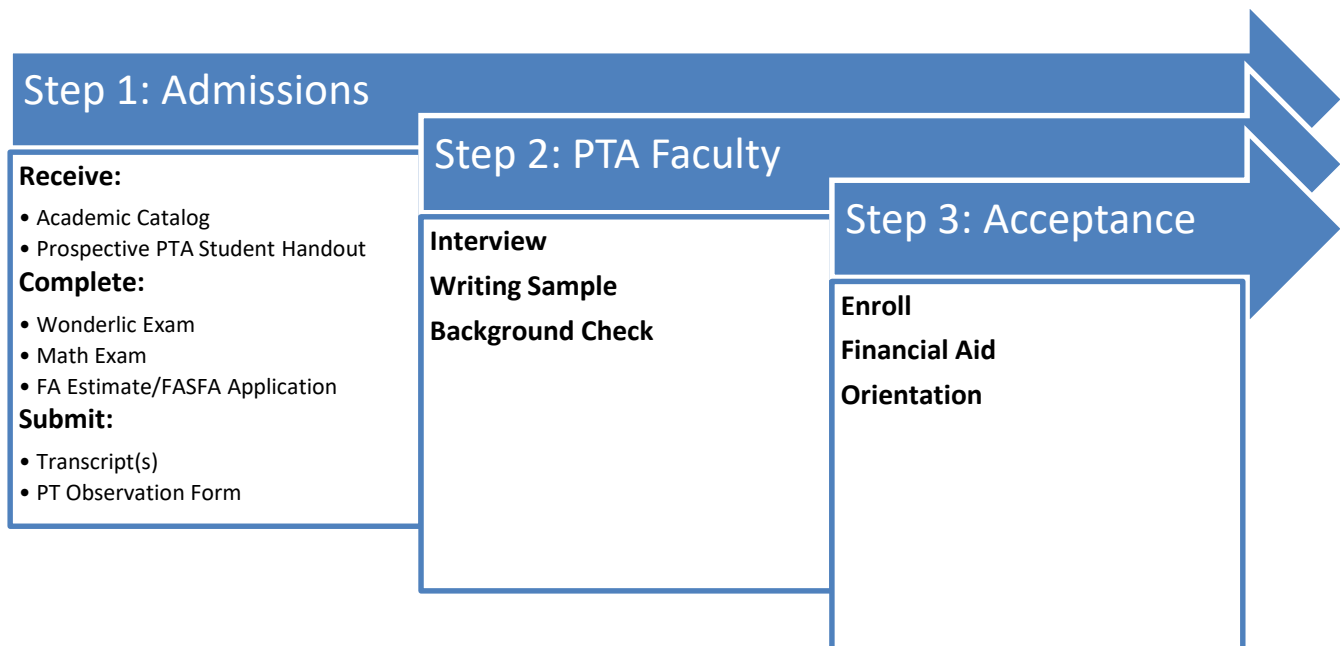 Step 1: Admissions
Receive:
• Academic Catalog
• Prospective PTA Student Handout
Complete:
• Wonderlic Exam
• Math Exam
• FA Estimate/FASFA Application
Submit:
• Transcript(s)
• PT Observation Form
Step 2: PTA Faculty
Interview
Writing Sample
Background Check
Step 3: Acceptance
Enroll
Financial Aid
Orientation